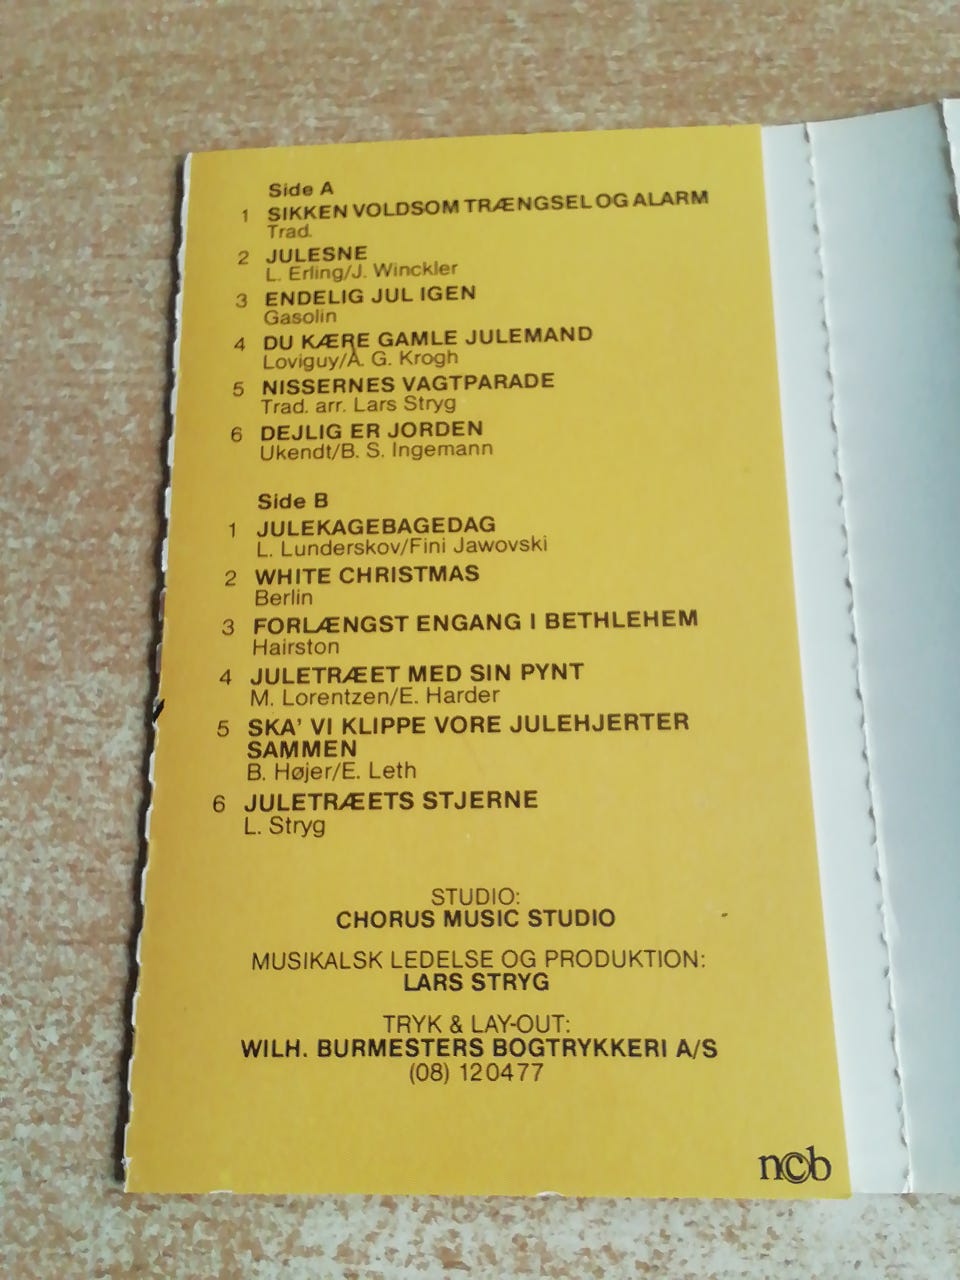 Side A
1 SIKKEN VOLDSOM TRÆNGSEL OG ALARM
Trad.
2 JULESNE
L. Erling/J. Winckler
3 ENDELIG JUL IGEN
Gasolin
4 DU KÆRE GAMLE JULEMAND
Loviguy/A. G. Krogh
5 NISSERNES VAGTPARADE
Trad. arr. Lars Stryg
6 DEJLIG ER JORDEN
Ukendt/B. S. Ingemann
Side B
1 JULEKAGEBAGEDAG
L. Lunderskov/Fini Jawovski
2 WHITE CHRISTMAS
Berlin
3 FORLÆNGST ENGANG I BETHLEHEM
Hairston
4 JULETRÆET MED SIN PYNT
M. Lorentzen/E. Harder
5 SKA' VI KLIPPE VORE JULEHJERTER
SAMMEN
B. Højer/E. Leth
6 JULETRÆETS STJERNE
L. Stryg
STUDIO:
CHORUS MUSIC STUDIO
MUSIKALSK LEDELSE OG PRODUKTION:
LARS STRYG
TRYK & LAY-OUT:
WILH. BURMESTERS BOGTRYKKERI A/S
(08) 120477
ncb